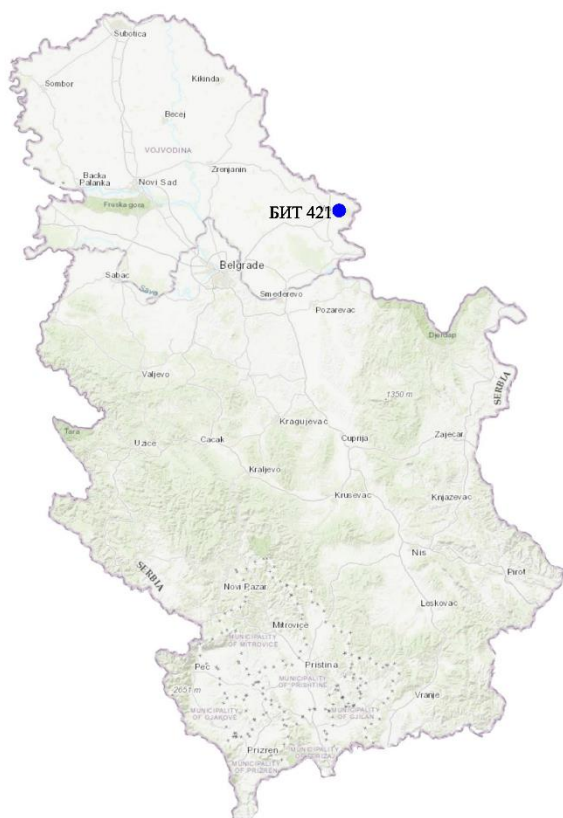 Subotica
Sombor
Kikinda
Becej
VOJVODINA
Backa
Palanka
Novi Sad
Zrenjanin
Fruska gora
БИТ 421
Belgrade
Sabac
Sava
Smederevo
Pozarevac
Djerdap
Valjevo
1350 m
SERBIA
Tara
Uzice
Cacak
Kragujevac
Cuprija
Zajecar
Kraljevo
Krusevac
Knjazevac
Nis
Pirot
SERBIA
Novi Pazar
Leskovac
Mitrovice
MUNICIPALITY
OF MITROVICE
Pec
Pristina
2651 m
MUNICIPALITY
OF PRISHTINE
Vranje
MUNICIPALITY
OF GJAKOVE
MUNICIPALITY
OF GJILAN
Prizren
MUNICIPALITY
OF PRIZREN
MUNICIPALITY